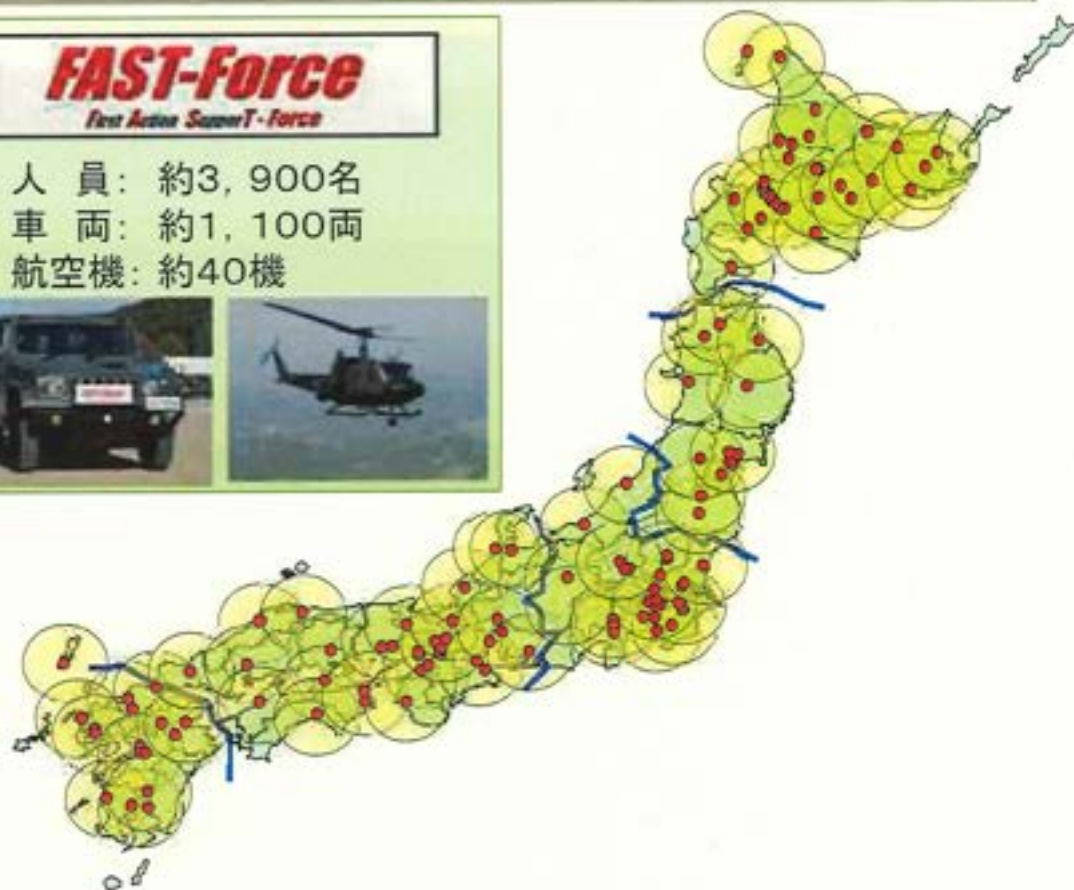 FAST-Force
First Action SupporT-Force
人 員: 約3,900名
車 両: 約1,100両
航空機: 約40機